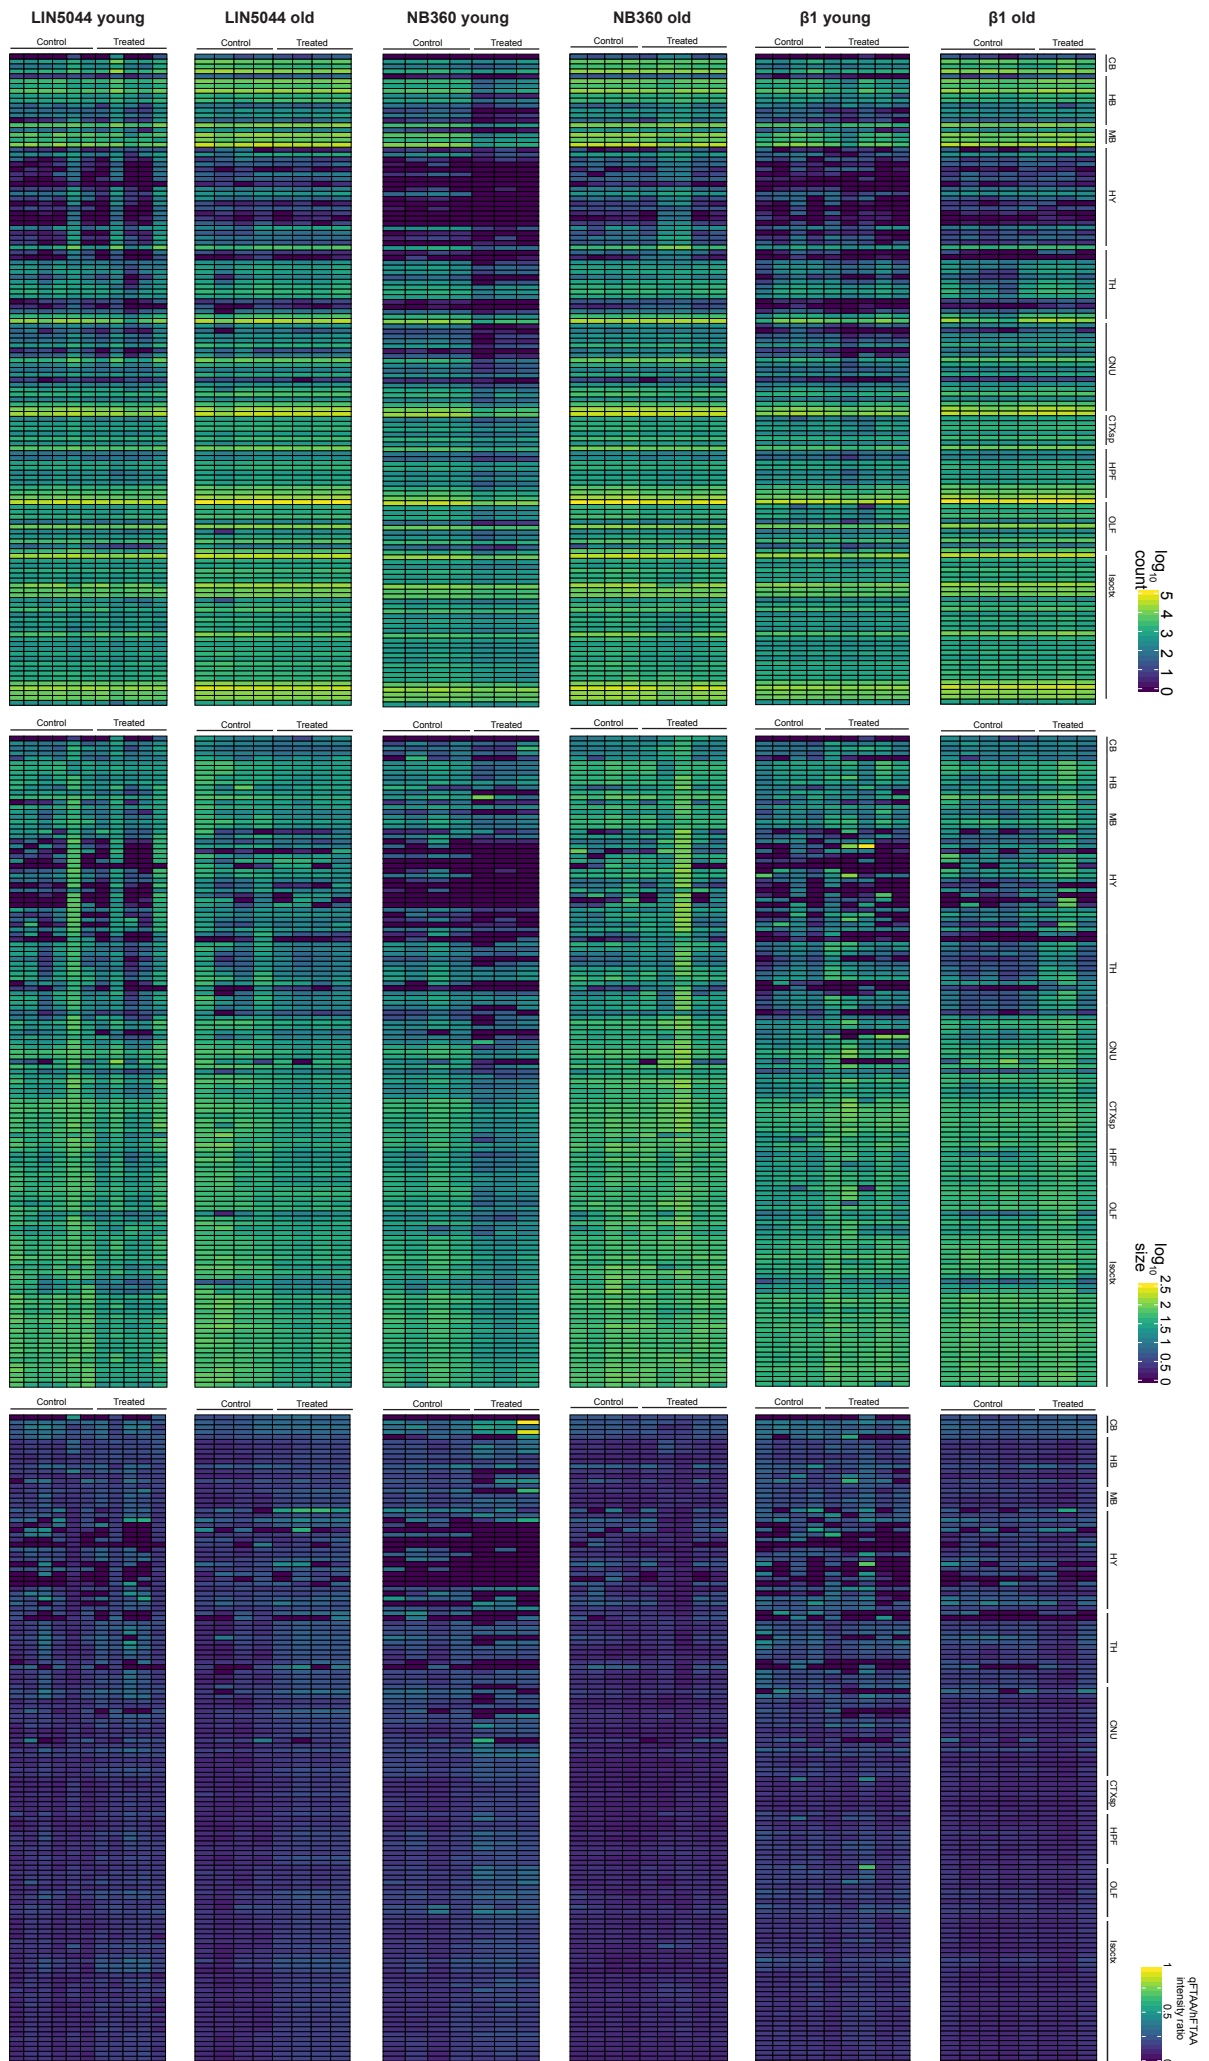 LIN5044 young
LIN5044 old
NB360 young
NB360 old
β1 young
β1 old
Control
Treated
Control
Treated
Control
Treated
Control
Treated
Control
Treated
Control
Treated
CB
HB
MB
HY
TH
CNU
CTXsp
HPF
OLF
Isoctx
log10 count
5 4 3 2 1 0
Control
Treated
Control
Treated
Control
Treated
Control
Treated
Control
Treated
Control
Treated
CB
HB
MB
HY
TH
CNU
CTXsp
HPF
OLF
Isoctx
log10 size
2.5 2 1.5 1 0.5 0
Control
Treated
Control
Treated
Control
Treated
Control
Treated
Control
Treated
Control
Treated
CB
HB
MB
HY
TH
CNU
CTXsp
HPF
OLF
Isoctx
qFTAA/hFTAA
intensity ratio
1 0.5 0